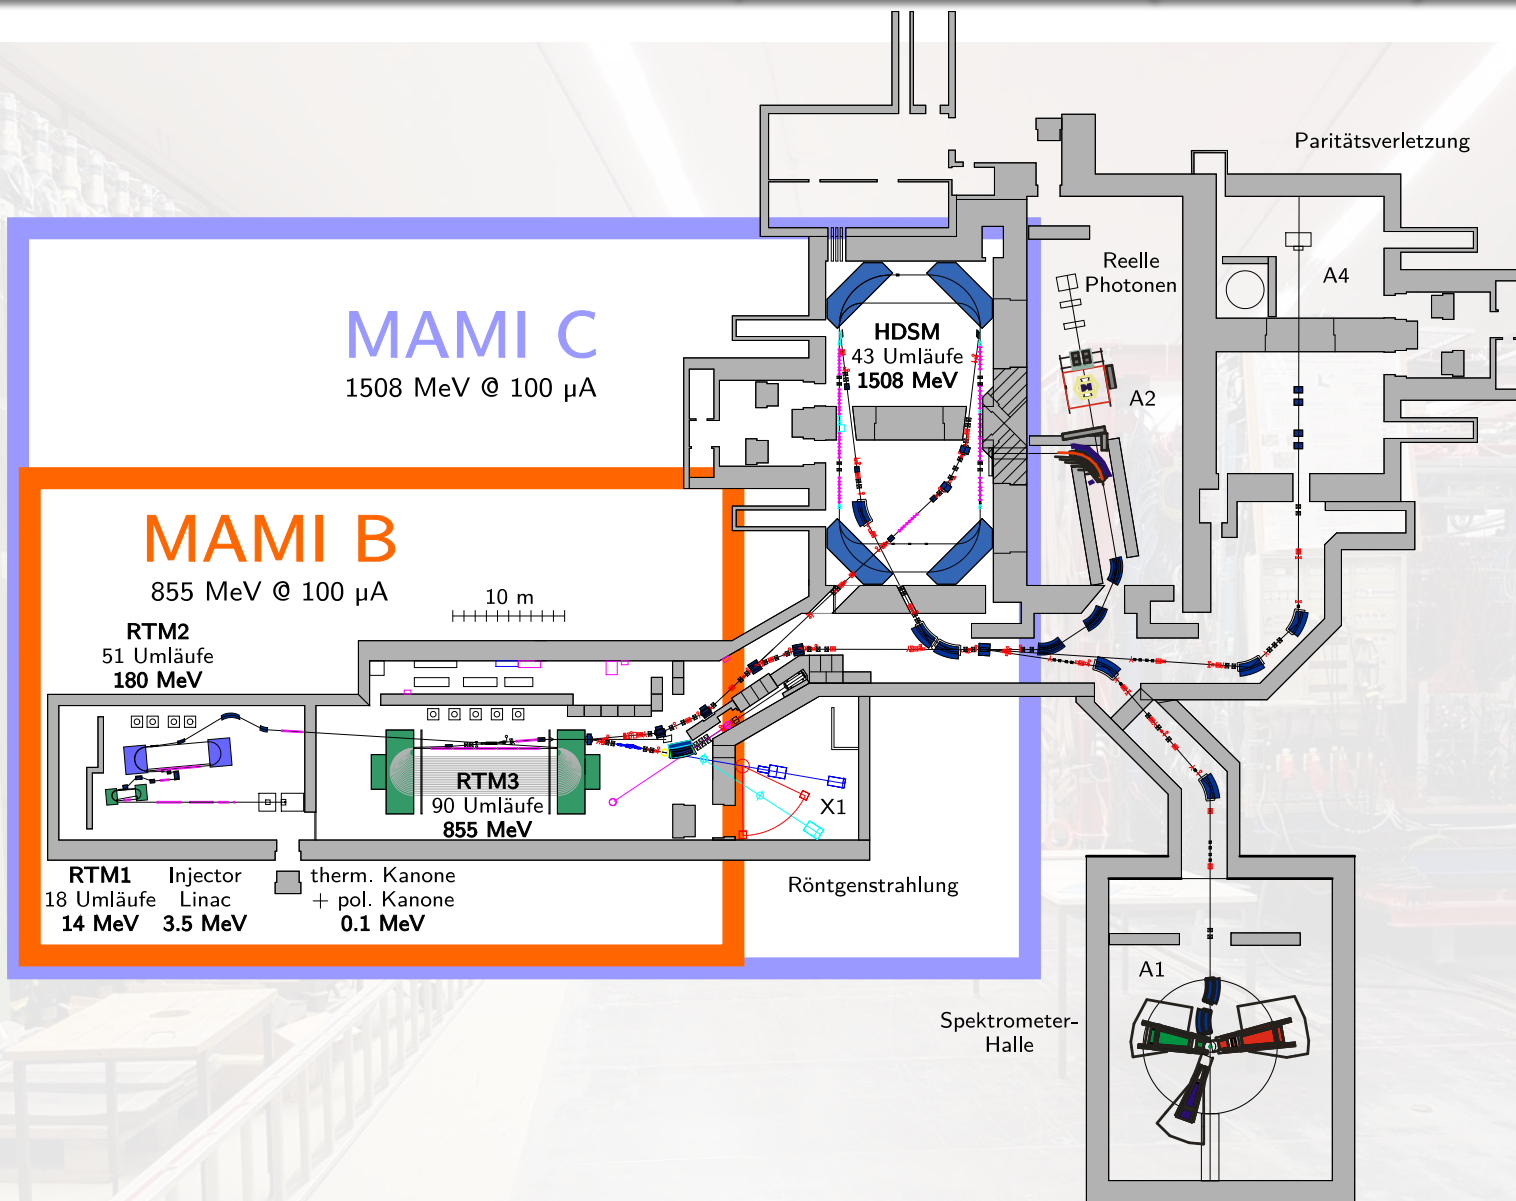 Paritätsverletzung
Reelle
Photonen
A4
MAMI C
1508 MeV @ 100 µA
HDSM
43 Umläufe
1508 MeV
A2
MAMI B
855 MeV @ 100 µA
10 m
RTM2
51 Umläufe
180 MeV
RTM3
90 Umläufe
855 MeV
X1
RTM1
18 Umläufe
14 MeV
Injector
Linac
3.5 MeV
therm. Kanone
+ pol. Kanone
0.1 MeV
Röntgenstrahlung
A1
Spektrometer-
Halle